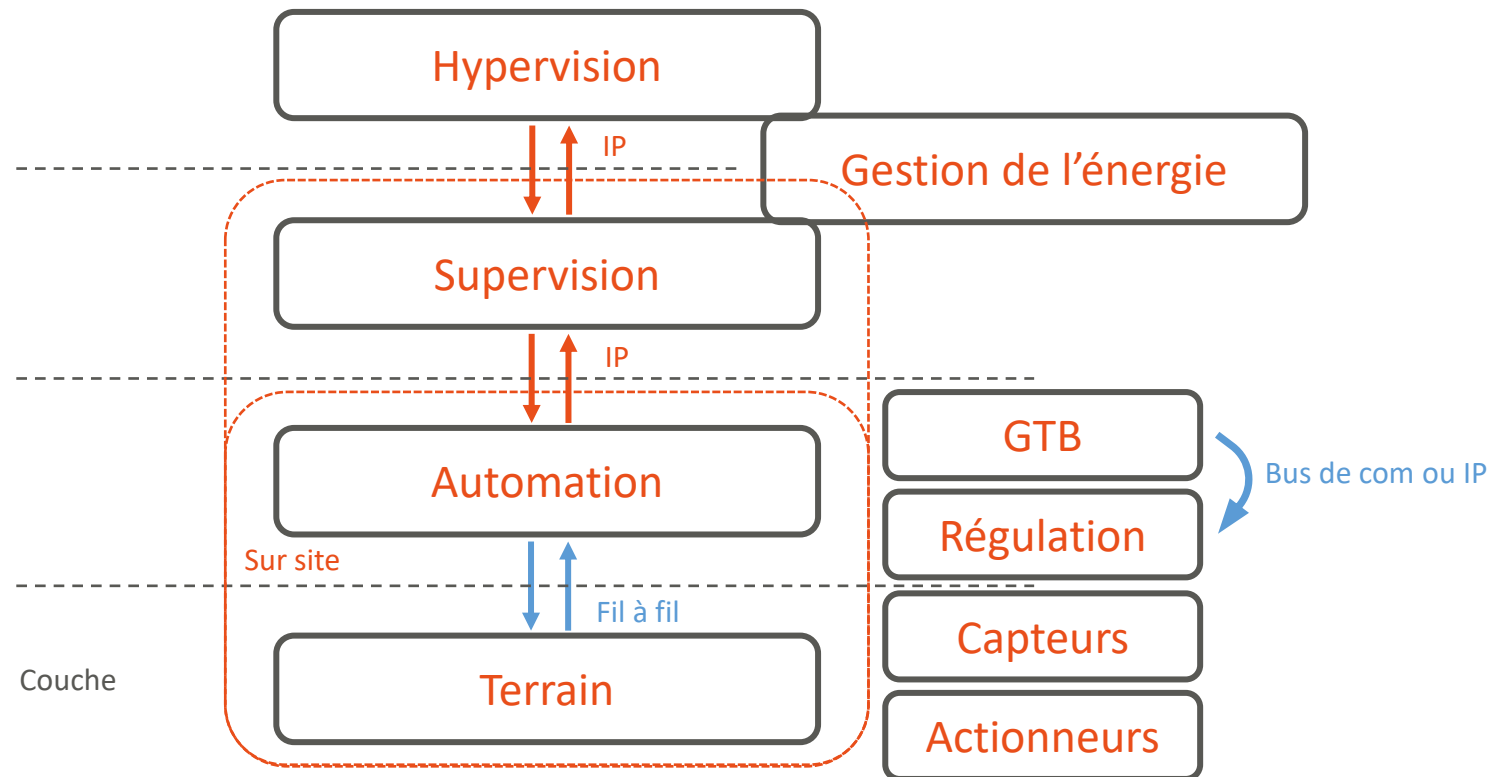 Hypervision
IP
Gestion de l’énergie
Supervision
IP
GTB
Automation
Bus de com ou IP
Régulation
Sur site
Fil à fil
Capteurs
Couche
Terrain
Actionneurs